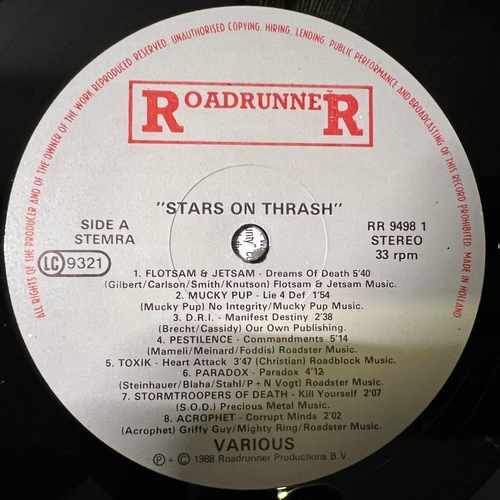 ALL RIGHTS OF THE PRODUCER AND OF THE OWNER OF THE WORK REPRODUCED RESERVED. UNAUTHORISED COPYING, HIRING, LENDING, PUBLIC PERFORMANCE AND BROADCASTING OF THIS RECORD PROHIBITED. MADE IN HOLLAND
ROADRUNNER
"STARS ON THRASH"
SIDE A
STEMRA
LC 9321
RR 9498 1
STEREO
33 rpm
1. FLOTSAM & JETSAM - Dreams Of Death 5'40
(Gilbert/Carlson/Smith/Knutson) Flotsam & Jetsam Music.
2. MUCKY PUP - Lie 4 Def 1'54
(Mucky Pup) No Integrity/Mucky Pup Music.
3. D.R.I. - Manifest Destiny 2'38
(Brecht/Cassidy) Our Own Publishing.
4. PESTILENCE - Commandments 5'14
(Mameli/Meinard/Foddis) Roadster Music.
5. TOXIK - Heart Attack 3'47 (Christian) Roadblock Music.
6. PARADOX - Paradox 4'12
(Steinhauer/Blaha/Stahl/P+N Vogt) Roadster Music.
7. STORMTROOPERS OF DEATH - Kill Yourself 2'07
(S.O.D.) Precious Metal Music.
8. ACROPHET - Corrupt Minds 2'02
(Acrophet) Griffy Guy/Mighty Ring/Roadster Music.
VARIOUS
℗ + © 1988 Roadrunner Productions B.V.